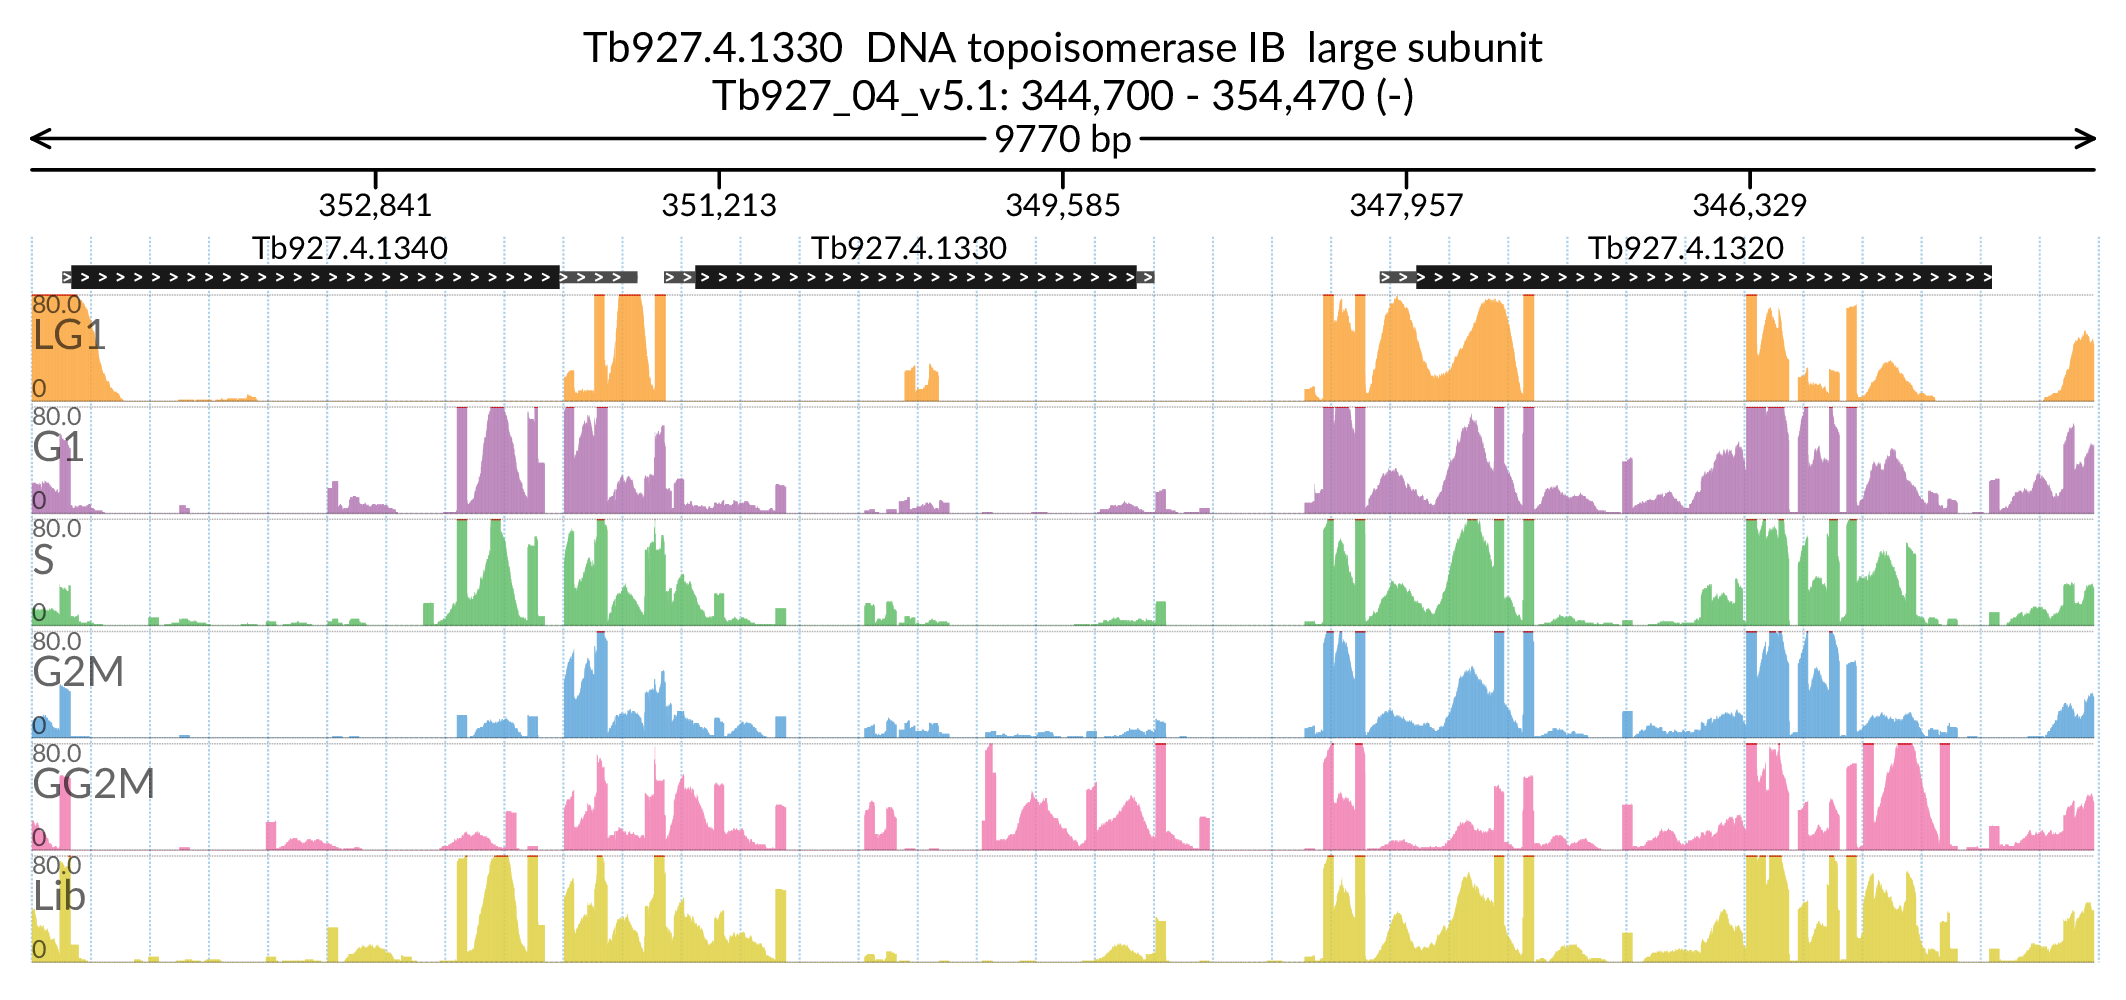 Tb927.4.1330 DNA topoisomerase IB large subunit
Tb927_04_v5.1: 344,700 - 354,470 (-)
9770 bp
352,841 351,213 349,585 347,957 346,329
Tb927.4.1340 Tb927.4.1330 Tb927.4.1320
80.0
LG1
0
80.0
G1
0
80.0
S
0
80.0
G2M
0
80.0
GG2M
0
80.0
Lib
0